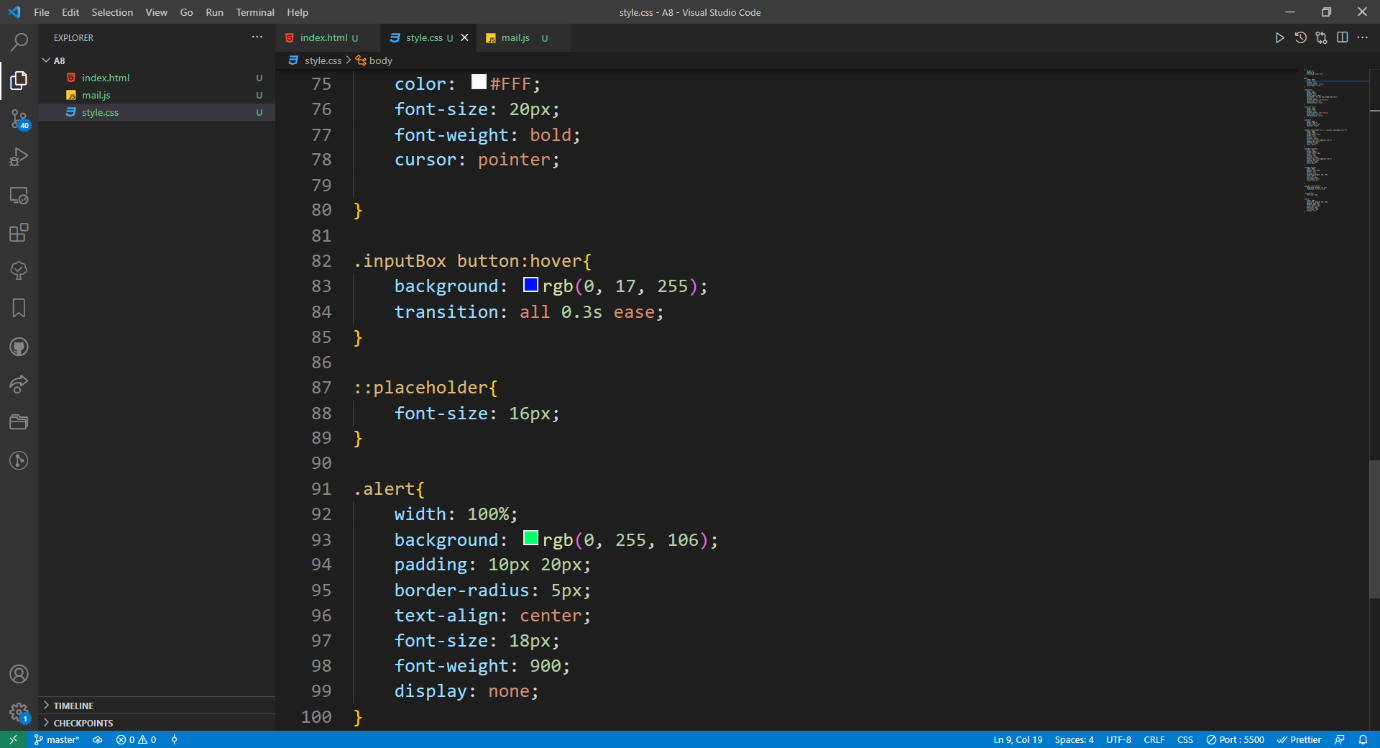 File Edit Selection View Go Run Terminal Help
style.css - A8 - Visual Studio Code
EXPLORER
A8
index.html U
mail.js U
style.css U
TIMELINE
CHECKPOINTS
40
1
index.html U
style.css U
mail.js U
style.css > body
75 color: #FFF;
76 font-size: 20px;
77 font-weight: bold;
78 cursor: pointer;
79
80 }
81
82 .inputBox button:hover{
83 background: rgb(0, 17, 255);
84 transition: all 0.3s ease;
85 }
86
87 ::placeholder{
88 font-size: 16px;
89 }
90
91 .alert{
92 width: 100%;
93 background: rgb(0, 255, 106);
94 padding: 10px 20px;
95 border-radius: 5px;
96 text-align: center;
97 font-size: 18px;
98 font-weight: 900;
99 display: none;
100 }
master* 0 0 Ln 9, Col 19 Spaces: 4 UTF-8 CRLF CSS Port : 5500 Prettier